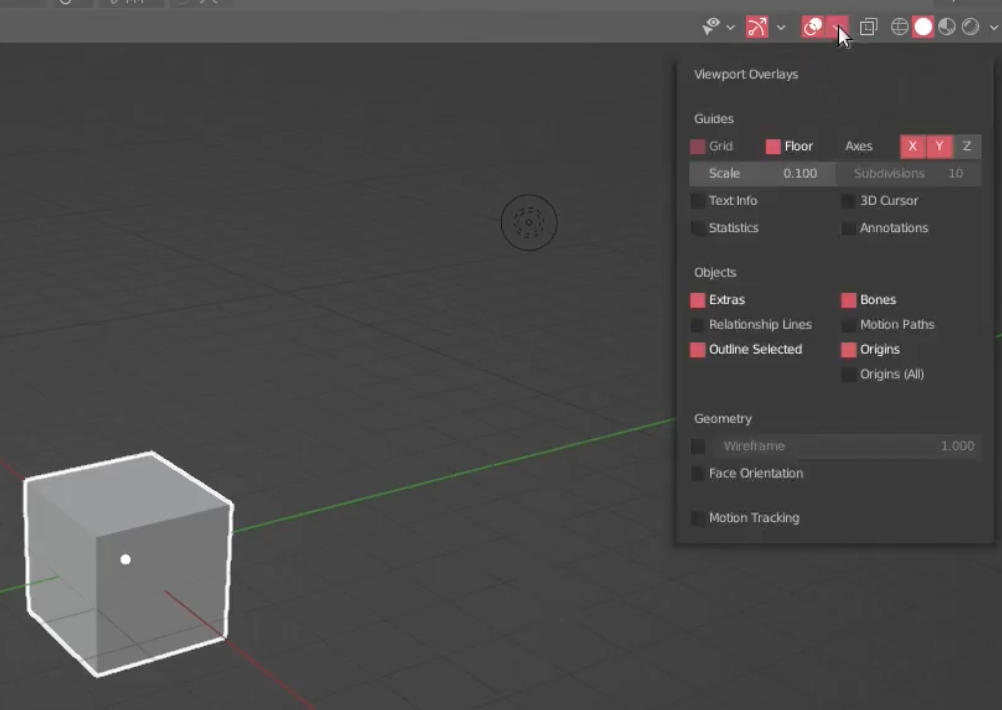 Viewport Overlays
Guides
Grid Floor Axes X Y Z
Scale 0.100 Subdivisions 10
Text Info 3D Cursor
Statistics Annotations
Objects
Extras Bones
Relationship Lines Motion Paths
Outline Selected Origins
Origins (All)
Geometry
Wireframe 1.000
Face Orientation
Motion Tracking